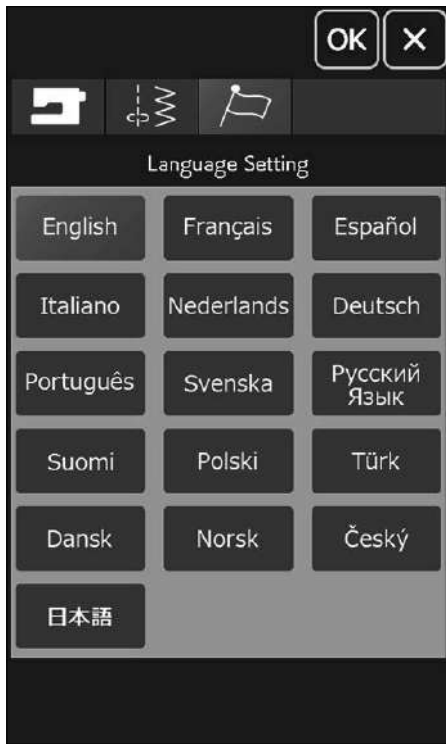 OK ×
Language Setting
English Français Español
Italiano Nederlands Deutsch
Português Svenska Русский
Язык
Suomi Polski Türk
Dansk Norsk Český
日本語